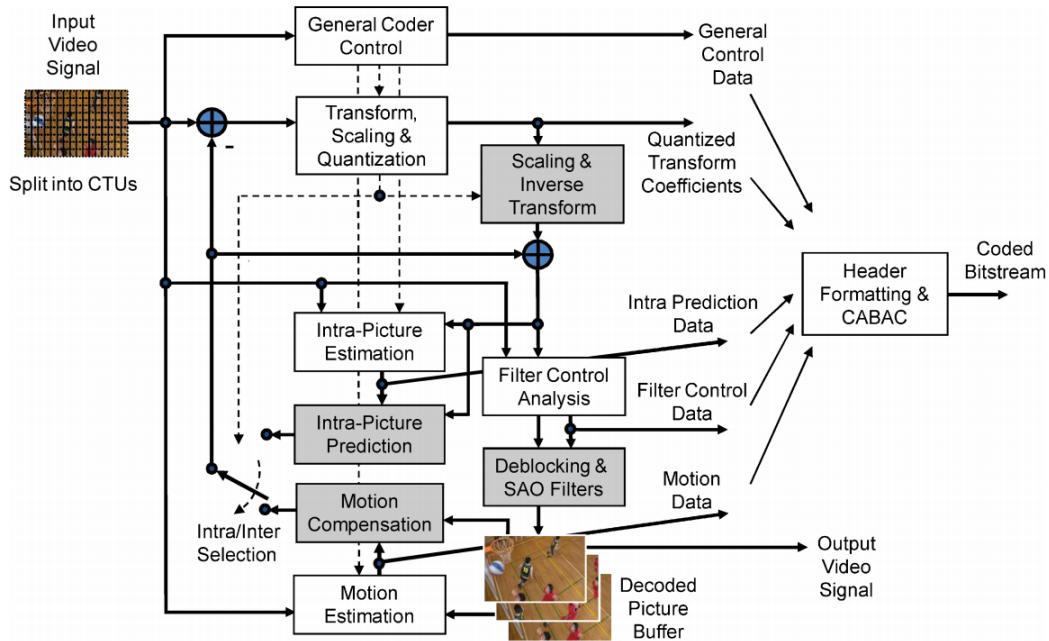 Input
Video
Signal
Split into CTUs
General Coder
Control
General
Control
Data
Transform,
Scaling &
Quantization
-
Quantized
Transform
Coefficients
Scaling &
Inverse
Transform
Coded
Bitstream
Header
Formatting &
CABAC
Intra Prediction
Data
Intra-Picture
Estimation
Filter Control
Analysis
Filter Control
Data
Intra-Picture
Prediction
Deblocking &
SAO Filters
Motion
Data
Motion
Compensation
Intra/Inter
Selection
Output
Video
Signal
Motion
Estimation
Decoded
Picture
Buffer